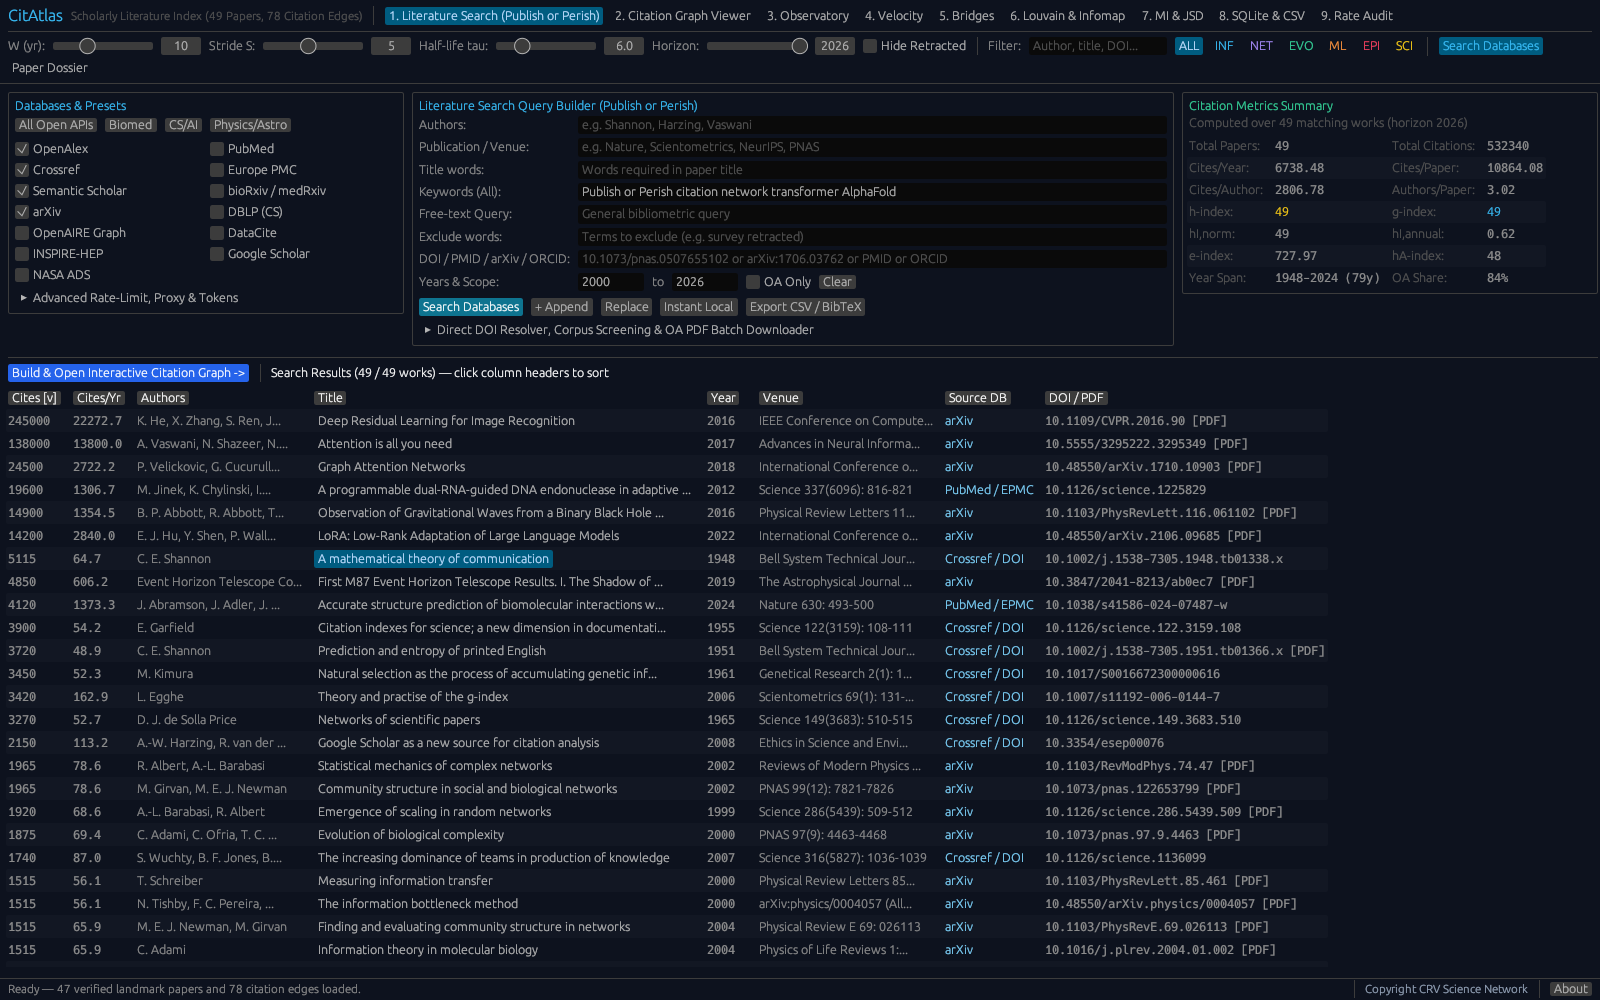 CitAtlas Scholarly Literature Index (49 Papers, 78 Citation Edges) 1. Literature Search (Publish or Perish) 2. Citation Graph Viewer 3. Observatory 4. Velocity 5. Bridges 6. Louvain & Infomap 7. MI & JSD 8. SQLite & CSV 9. Rate Audit
W (yr): 10 Stride S: 5 Half-life tau: 6.0 Horizon: 2026 Hide Retracted Filter: Author, title, DOI... ALL INF NET EVO ML EPI SCI Search Databases
Paper Dossier
Databases & Presets
All Open APIs Biomed CS/AI Physics/Astro
OpenAlex PubMed
Crossref Europe PMC
Semantic Scholar bioRxiv / medRxiv
arXiv DBLP (CS)
OpenAIRE Graph DataCite
INSPIRE-HEP Google Scholar
NASA ADS
Advanced Rate-Limit, Proxy & Tokens
Literature Search Query Builder (Publish or Perish)
Authors: e.g. Shannon, Harzing, Vaswani
Publication / Venue: e.g. Nature, Scientometrics, NeurIPS, PNAS
Title words: Words required in paper title
Keywords (All): Publish or Perish citation network transformer AlphaFold
Free-text Query: General bibliometric query
Exclude words: Terms to exclude (e.g. survey retracted)
DOI / PMID / arXiv / ORCID: 10.1073/pnas.0507655102 or arXiv:1706.03762 or PMID or ORCID
Years & Scope: 2000 to 2026 OA Only Clear
Search Databases + Append Replace Instant Local Export CSV / BibTeX
Direct DOI Resolver, Corpus Screening & OA PDF Batch Downloader
Citation Metrics Summary
Computed over 49 matching works (horizon 2026)
Total Papers: 49 Total Citations: 532340
Cites/Year: 6738.48 Cites/Paper: 10864.08
Cites/Author: 2806.78 Authors/Paper: 3.02
h-index: 49 g-index: 49
hI,norm: 49 hI,annual: 0.62
e-index: 727.97 hA-index: 48
Year Span: 1948-2024 (79y) OA Share: 84%
Build & Open Interactive Citation Graph -> Search Results (49 / 49 works) — click column headers to sort
Cites [v] Cites/Yr Authors Title Year Venue Source DB DOI / PDF
245000 22272.7 K. He, X. Zhang, S. Ren, J... Deep Residual Learning for Image Recognition 2016 IEEE Conference on Compute... arXiv 10.1109/CVPR.2016.90 [PDF]
138000 13800.0 A. Vaswani, N. Shazeer, N.... Attention is all you need 2017 Advances in Neural Informa... arXiv 10.5555/3295222.3295349 [PDF]
24500 2722.2 P. Velickovic, G. Cucurull... Graph Attention Networks 2018 International Conference o... arXiv 10.48550/arXiv.1710.10903 [PDF]
19600 1306.7 M. Jinek, K. Chylinski, I.... A programmable dual-RNA-guided DNA endonuclease in adaptive ... 2012 Science 337(6096): 816-821 PubMed / EPMC 10.1126/science.1225829
14900 1354.5 B. P. Abbott, R. Abbott, T... Observation of Gravitational Waves from a Binary Black Hole ... 2016 Physical Review Letters 11... arXiv 10.1103/PhysRevLett.116.061102 [PDF]
14200 2840.0 E. J. Hu, Y. Shen, P. Wall... LoRA: Low-Rank Adaptation of Large Language Models 2022 International Conference o... arXiv 10.48550/arXiv.2106.09685 [PDF]
5115 64.7 C. E. Shannon A mathematical theory of communication 1948 Bell System Technical Jour... Crossref / DOI 10.1002/j.1538-7305.1948.tb01338.x
4850 606.2 Event Horizon Telescope Co... First M87 Event Horizon Telescope Results. I. The Shadow of ... 2019 The Astrophysical Journal ... arXiv 10.3847/2041-8213/ab0ec7 [PDF]
4120 1373.3 J. Abramson, J. Adler, J. ... Accurate structure prediction of biomolecular interactions w... 2024 Nature 630: 493-500 PubMed / EPMC 10.1038/s41586-024-07487-w
3900 54.2 E. Garfield Citation indexes for science; a new dimension in documentati... 1955 Science 122(3159): 108-111 Crossref / DOI 10.1126/science.122.3159.108
3720 48.9 C. E. Shannon Prediction and entropy of printed English 1951 Bell System Technical Jour... Crossref / DOI 10.1002/j.1538-7305.1951.tb01366.x [PDF]
3450 52.3 M. Kimura Natural selection as the process of accumulating genetic inf... 1961 Genetical Research 2(1): 1... Crossref / DOI 10.1017/S0016672300000616
3420 162.9 L. Egghe Theory and practise of the g-index 2006 Scientometrics 69(1): 131-... Crossref / DOI 10.1007/s11192-006-0144-7
3270 52.7 D. J. de Solla Price Networks of scientific papers 1965 Science 149(3683): 510-515 Crossref / DOI 10.1126/science.149.3683.510
2150 113.2 A.-W. Harzing, R. van der ... Google Scholar as a new source for citation analysis 2008 Ethics in Science and Envi... Crossref / DOI 10.3354/esep00076
1965 78.6 R. Albert, A.-L. Barabasi Statistical mechanics of complex networks 2002 Reviews of Modern Physics ... arXiv 10.1103/RevModPhys.74.47 [PDF]
1965 78.6 M. Girvan, M. E. J. Newman Community structure in social and biological networks 2002 PNAS 99(12): 7821-7826 arXiv 10.1073/pnas.122653799 [PDF]
1920 68.6 A.-L. Barabasi, R. Albert Emergence of scaling in random networks 1999 Science 286(5439): 509-512 arXiv 10.1126/science.286.5439.509 [PDF]
1875 69.4 C. Adami, C. Ofria, T. C. ... Evolution of biological complexity 2000 PNAS 97(9): 4463-4468 arXiv 10.1073/pnas.97.9.4463 [PDF]
1740 87.0 S. Wuchty, B. F. Jones, B.... The increasing dominance of teams in production of knowledge 2007 Science 316(5827): 1036-1039 Crossref / DOI 10.1126/science.1136099
1515 56.1 T. Schreiber Measuring information transfer 2000 Physical Review Letters 85... arXiv 10.1103/PhysRevLett.85.461 [PDF]
1515 56.1 N. Tishby, F. C. Pereira, ... The information bottleneck method 2000 arXiv:physics/0004057 (All... arXiv 10.48550/arXiv.physics/0004057 [PDF]
1515 65.9 M. E. J. Newman, M. Girvan Finding and evaluating community structure in networks 2004 Physical Review E 69: 026113 arXiv 10.1103/PhysRevE.69.026113 [PDF]
1515 65.9 C. Adami Information theory in molecular biology 2004 Physics of Life Reviews 1:... arXiv 10.1016/j.plrev.2004.01.002 [PDF]
Ready — 47 verified landmark papers and 78 citation edges loaded. Copyright CRV Science Network About